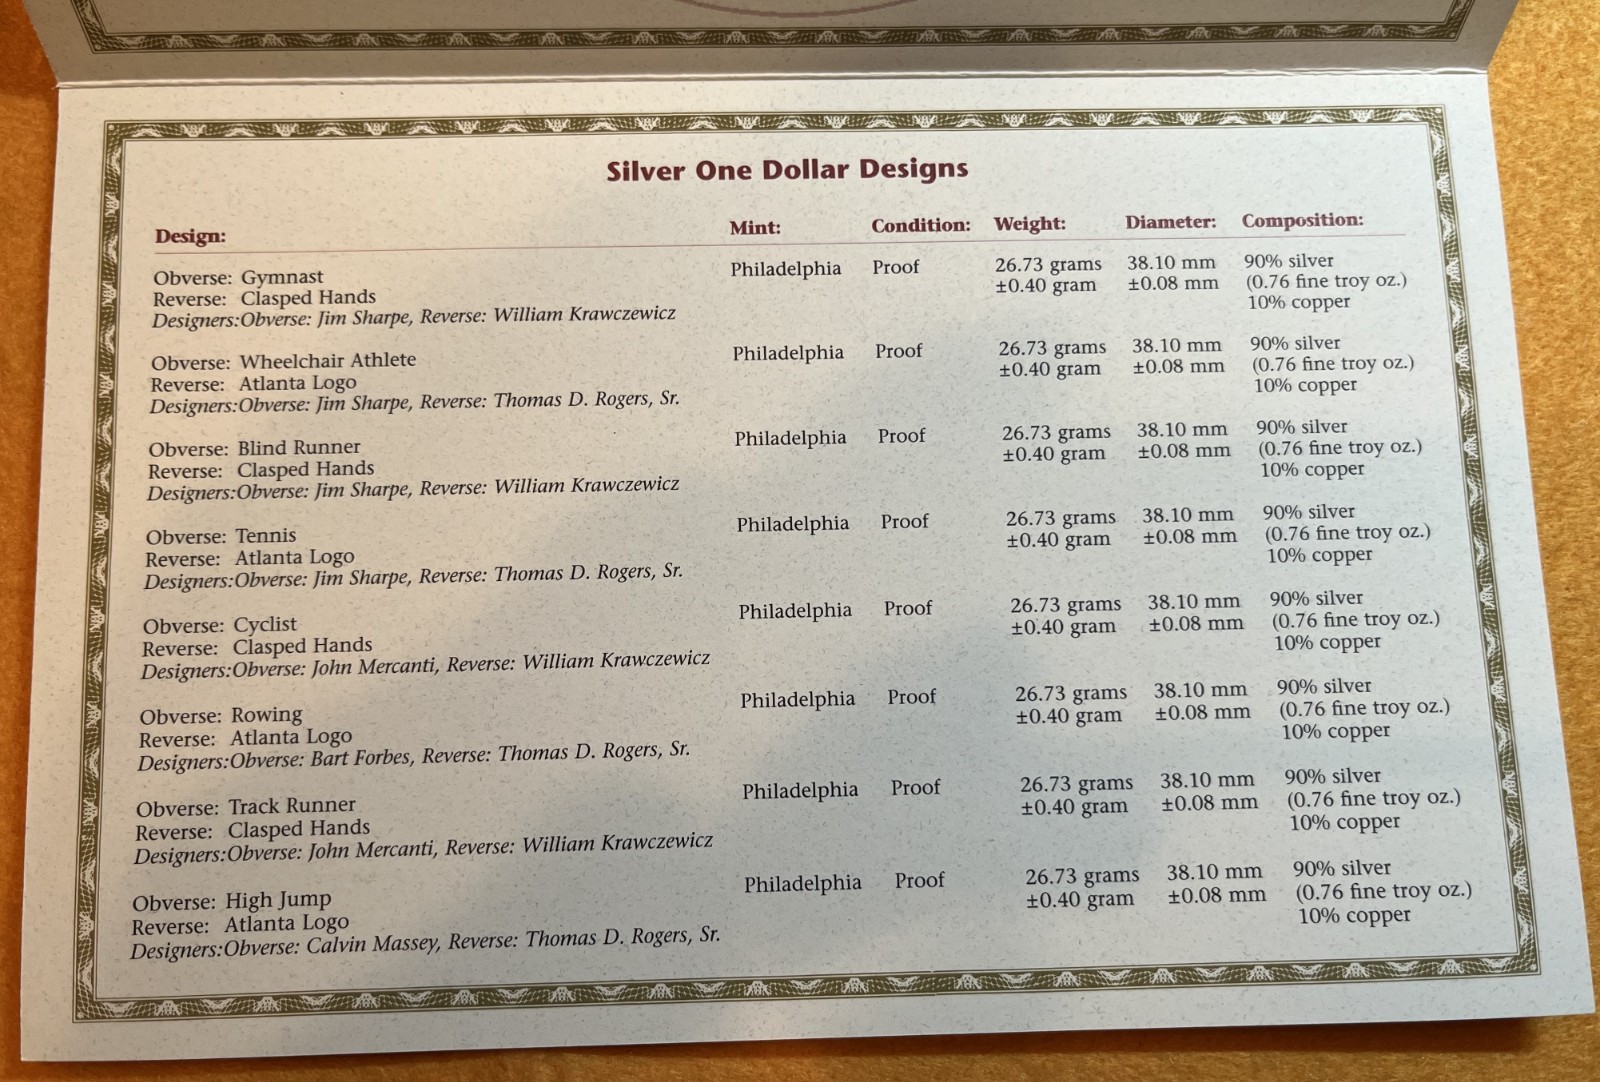 Silver One Dollar Designs
Design: Mint: Condition: Weight: Diameter: Composition:
Obverse: Gymnast Philadelphia Proof 26.73 grams 38.10 mm 90% silver
Reverse: Clasped Hands ±0.40 gram ±0.08 mm (0.76 fine troy oz.)
Designers:Obverse: Jim Sharpe, Reverse: William Krawczewicz 10% copper
Obverse: Wheelchair Athlete Philadelphia Proof 26.73 grams 38.10 mm 90% silver
Reverse: Atlanta Logo ±0.40 gram ±0.08 mm (0.76 fine troy oz.)
Designers:Obverse: Jim Sharpe, Reverse: Thomas D. Rogers, Sr. 10% copper
Obverse: Blind Runner Philadelphia Proof 26.73 grams 38.10 mm 90% silver
Reverse: Clasped Hands ±0.40 gram ±0.08 mm (0.76 fine troy oz.)
Designers:Obverse: Jim Sharpe, Reverse: William Krawczewicz 10% copper
Obverse: Tennis Philadelphia Proof 26.73 grams 38.10 mm 90% silver
Reverse: Atlanta Logo ±0.40 gram ±0.08 mm (0.76 fine troy oz.)
Designers:Obverse: Jim Sharpe, Reverse: Thomas D. Rogers, Sr. 10% copper
Obverse: Cyclist Philadelphia Proof 26.73 grams 38.10 mm 90% silver
Reverse: Clasped Hands ±0.40 gram ±0.08 mm (0.76 fine troy oz.)
Designers:Obverse: John Mercanti, Reverse: William Krawczewicz 10% copper
Obverse: Rowing Philadelphia Proof 26.73 grams 38.10 mm 90% silver
Reverse: Atlanta Logo ±0.40 gram ±0.08 mm (0.76 fine troy oz.)
Designers:Obverse: Bart Forbes, Reverse: Thomas D. Rogers, Sr. 10% copper
Obverse: Track Runner Philadelphia Proof 26.73 grams 38.10 mm 90% silver
Reverse: Clasped Hands ±0.40 gram ±0.08 mm (0.76 fine troy oz.)
Designers:Obverse: John Mercanti, Reverse: William Krawczewicz 10% copper
Obverse: High Jump Philadelphia Proof 26.73 grams 38.10 mm 90% silver
Reverse: Atlanta Logo ±0.40 gram ±0.08 mm (0.76 fine troy oz.)
Designers:Obverse: Calvin Massey, Reverse: Thomas D. Rogers, Sr. 10% copper